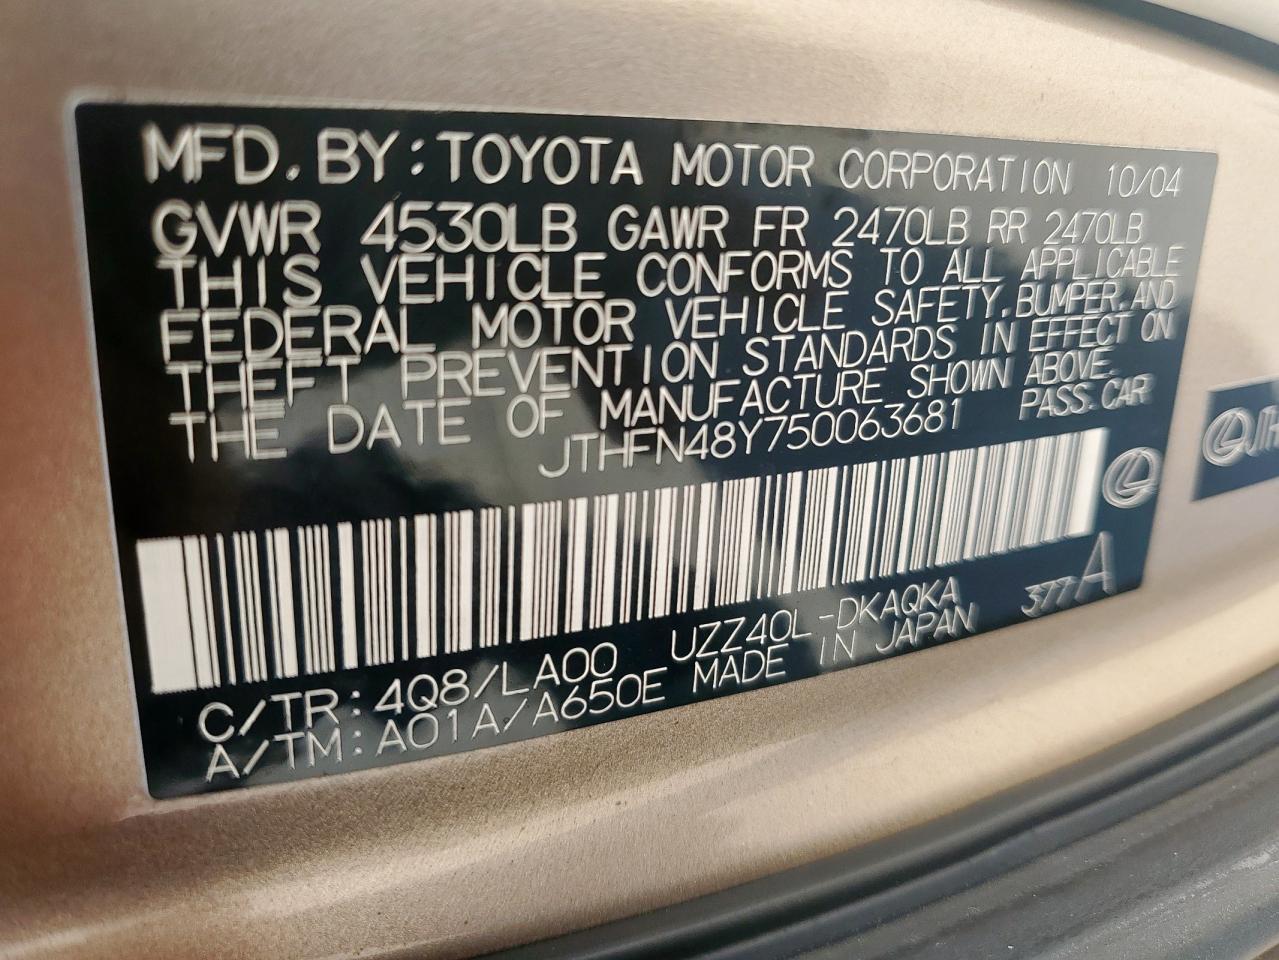 MFD. BY: TOYOTA MOTOR CORPORATION 10/04
GVWR 4530LB GAWR FR 2470LB RR 2470LB
THIS VEHICLE CONFORMS TO ALL APPLICABLE
FEDERAL MOTOR VEHICLE SAFETY, BUMPER, AND
THEFT PREVENTION STANDARDS IN EFFECT ON
THE DATE OF MANUFACTURE SHOWN ABOVE.
JTHFN48Y750063681 PASS. CAR
C/TR: 4Q8/LA00 UZZ40L-DKAQKA 377A
A/TM: A01A/A650E MADE IN JAPAN
JTH